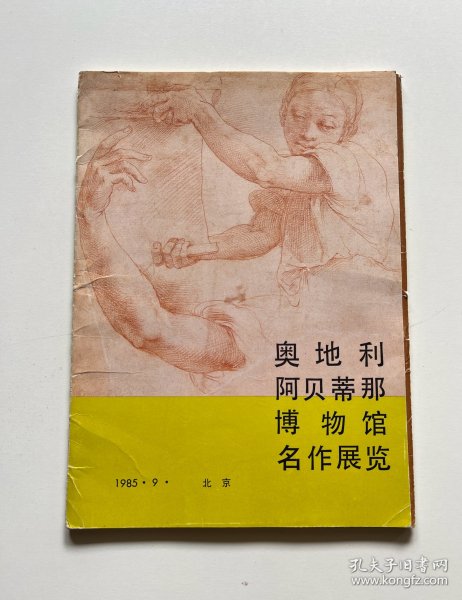 奥地利
阿贝蒂那
博物馆
名作展览
1985·9· 北京
孔夫子旧书网
www.kongfz.com